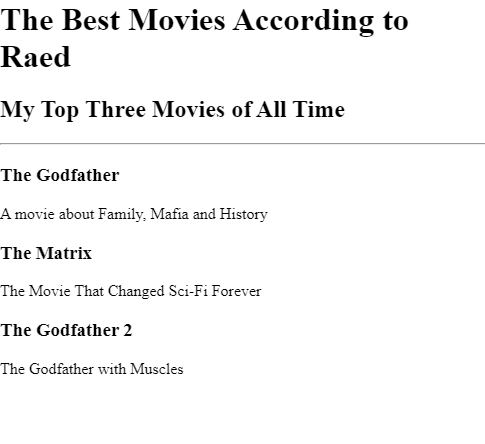 The Best Movies According to
Raed
My Top Three Movies of All Time
The Godfather
A movie about Family, Mafia and History
The Matrix
The Movie That Changed Sci-Fi Forever
The Godfather 2
The Godfather with Muscles